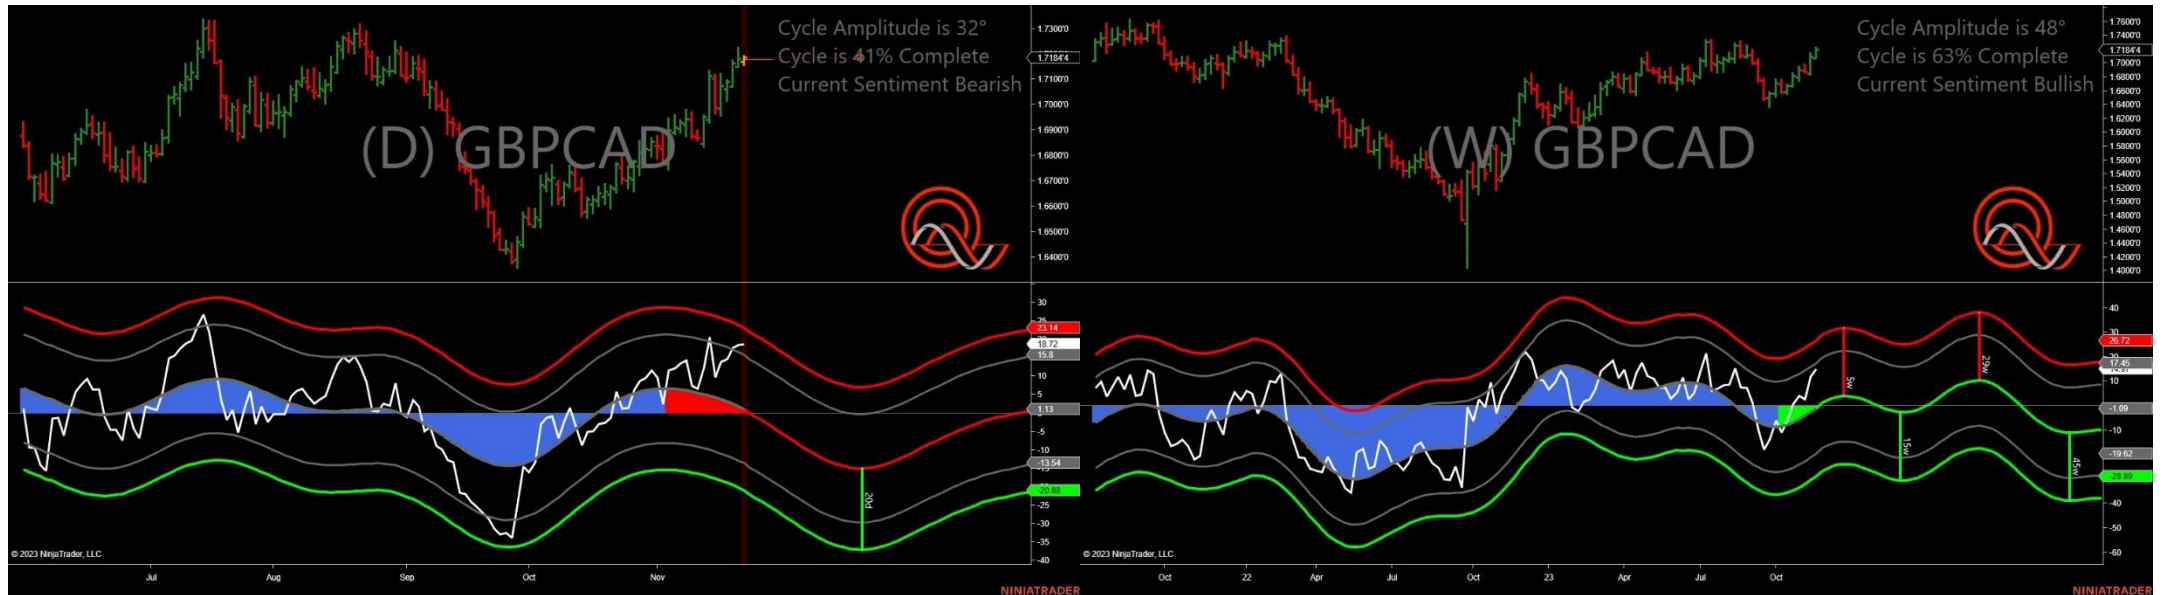 Cycle Amplitude is 32°
Cycle is 41% Complete
Current Sentiment Bearish
(D) GBPCAD
1.7300'0
1.7184'4
1.7100'0
1.7000'0
1.6900'0
1.6800'0
1.6700'0
1.6600'0
1.6500'0
1.6400'0
30
23.14
18.72
15.8
10
5
1.13
-5
-10
-13.54
-20.88
-25
-30
-35
-40
20d
© 2023 NinjaTrader, LLC
Jul
Aug
Sep
Oct
Nov
NINJATRADER
Cycle Amplitude is 48°
Cycle is 63% Complete
Current Sentiment Bullish
(W) GBPCAD
1.7600'0
1.7400'0
1.7184'4
1.7000'0
1.6800'0
1.6600'0
1.6400'0
1.6200'0
1.6000'0
1.5800'0
1.5600'0
1.5400'0
1.5200'0
1.5000'0
1.4800'0
1.4600'0
1.4400'0
1.4200'0
1.4000'0
40
30
26.72
17.45
10
-1.09
-10
-19.62
-28.89
-40
-50
-60
5w
15w
29w
45w
© 2023 NinjaTrader, LLC
Oct
22
Apr
Jul
Oct
23
Apr
Jul
Oct
NINJATRADER